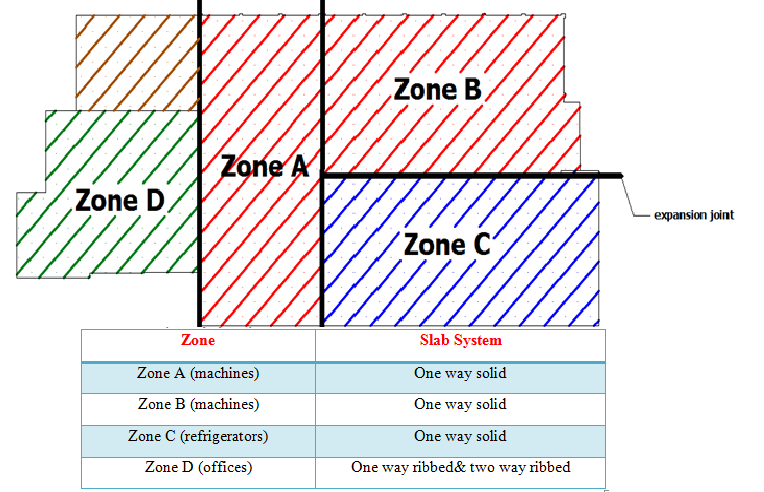 Zone B
Zone A
Zone D
expansion joint
Zone C
Zone Slab System
Zone A (machines) One way solid
Zone B (machines) One way solid
Zone C (refrigerators) One way solid
Zone D (offices) One way ribbed& two way ribbed